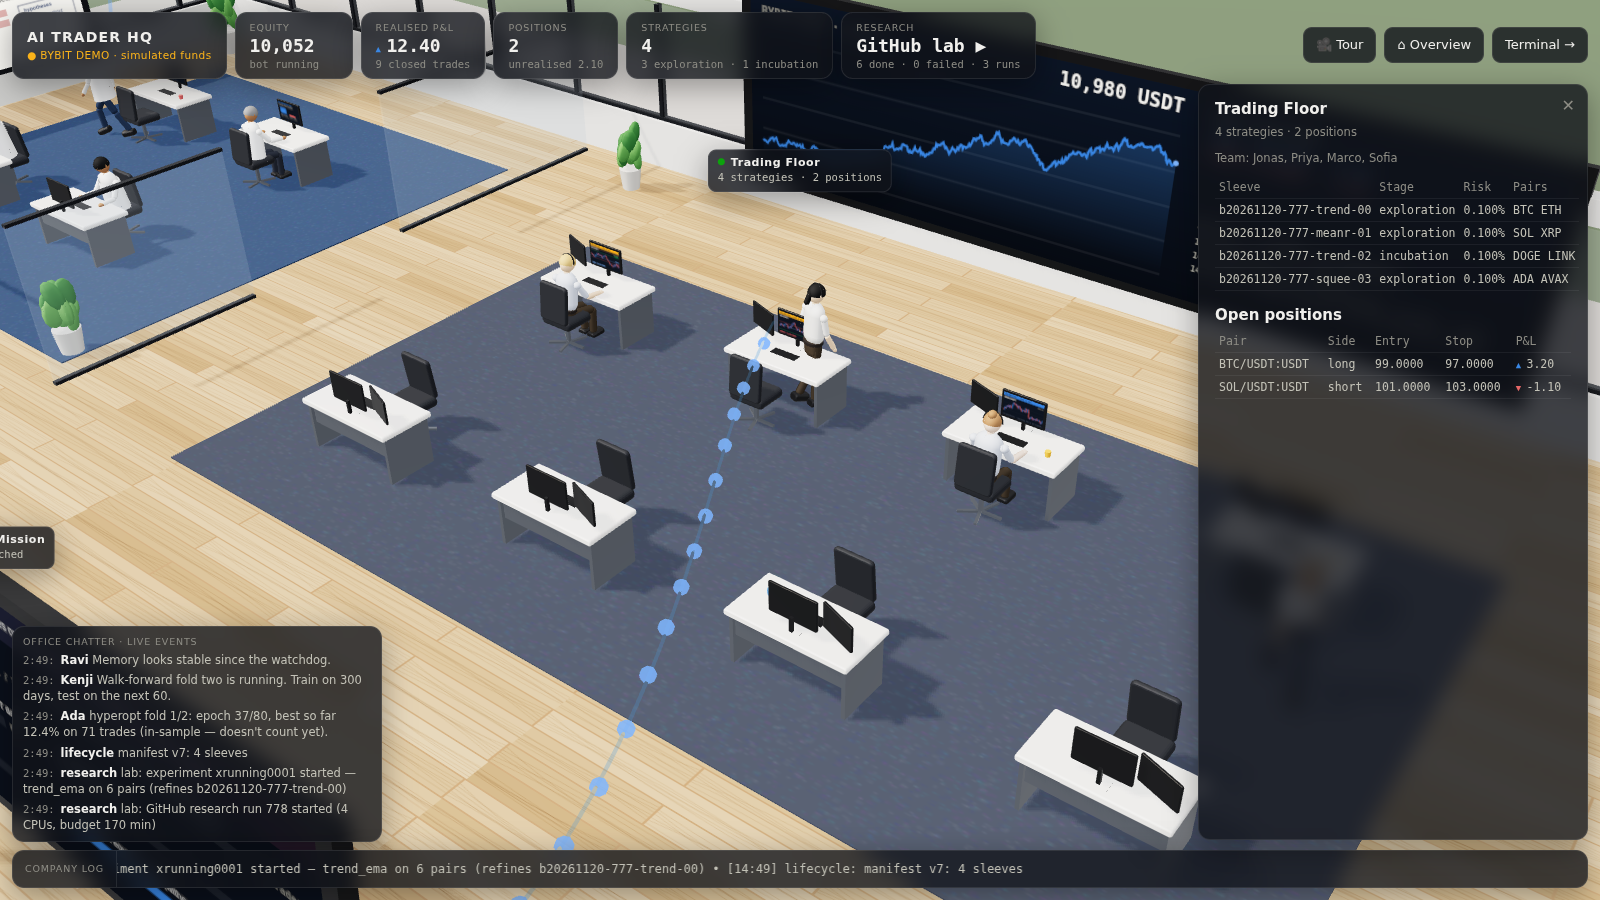 AI TRADER HQ
BYBIT DEMO · simulated funds
EQUITY
10,052
bot running
REALISED P&L
▲ 12.40
9 closed trades
POSITIONS
2
unrealised 2.10
STRATEGIES
4
3 exploration · 1 incubation
RESEARCH
GitHub lab ▶
6 done · 0 failed · 3 runs
Tour
⌂ Overview
Terminal →
10,980 USDT
Trading Floor
4 strategies · 2 positions
Trading Floor
×
4 strategies · 2 positions
Team: Jonas, Priya, Marco, Sofia
Sleeve Stage Risk Pairs
b20261120-777-trend-00 exploration 0.100% BTC ETH
b20261120-777-meanr-01 exploration 0.100% SOL XRP
b20261120-777-trend-02 incubation 0.100% DOGE LINK
b20261120-777-squee-03 exploration 0.100% ADA AVAX
Open positions
Pair Side Entry Stop P&L
BTC/USDT:USDT long 99.0000 97.0000 ▲ 3.20
SOL/USDT:USDT short 101.0000 103.0000 ▼ -1.10
Mission
ched
OFFICE CHATTER · LIVE EVENTS
2:49: Ravi Memory looks stable since the watchdog.
2:49: Kenji Walk-forward fold two is running. Train on 300
days, test on the next 60.
2:49: Ada hyperopt fold 1/2: epoch 37/80, best so far
12.4% on 71 trades (in-sample — doesn't count yet).
2:49: lifecycle manifest v7: 4 sleeves
2:49: research lab: experiment xrunning0001 started —
trend_ema on 6 pairs (refines b20261120-777-trend-00)
2:49: research lab: GitHub research run 778 started (4
CPUs, budget 170 min)
COMPANY LOG
iment xrunning0001 started — trend_ema on 6 pairs (refines b20261120-777-trend-00) • [14:49] lifecycle: manifest v7: 4 sleeves